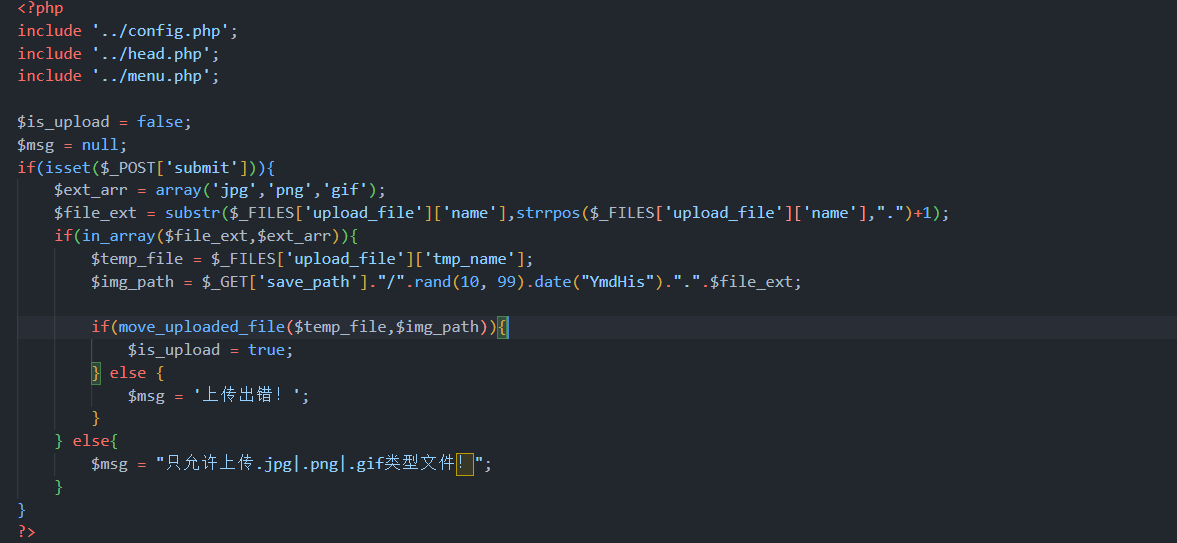 <?php
include '../config.php';
include '../head.php';
include '../menu.php';
$is_upload = false;
$msg = null;
if(isset($_POST['submit'])){
$ext_arr = array('jpg','png','gif');
$file_ext = substr($_FILES['upload_file']['name'],strrpos($_FILES['upload_file']['name'],".")+1);
if(in_array($file_ext,$ext_arr)){
$temp_file = $_FILES['upload_file']['tmp_name'];
$img_path = $_GET['save_path']."/".rand(10, 99).date("YmdHis").".".$file_ext;
if(move_uploaded_file($temp_file,$img_path)){
$is_upload = true;
} else {
$msg = '上传出错！';
}
} else{
$msg = "只允许上传.jpg|.png|.gif类型文件！";
}
}
?>